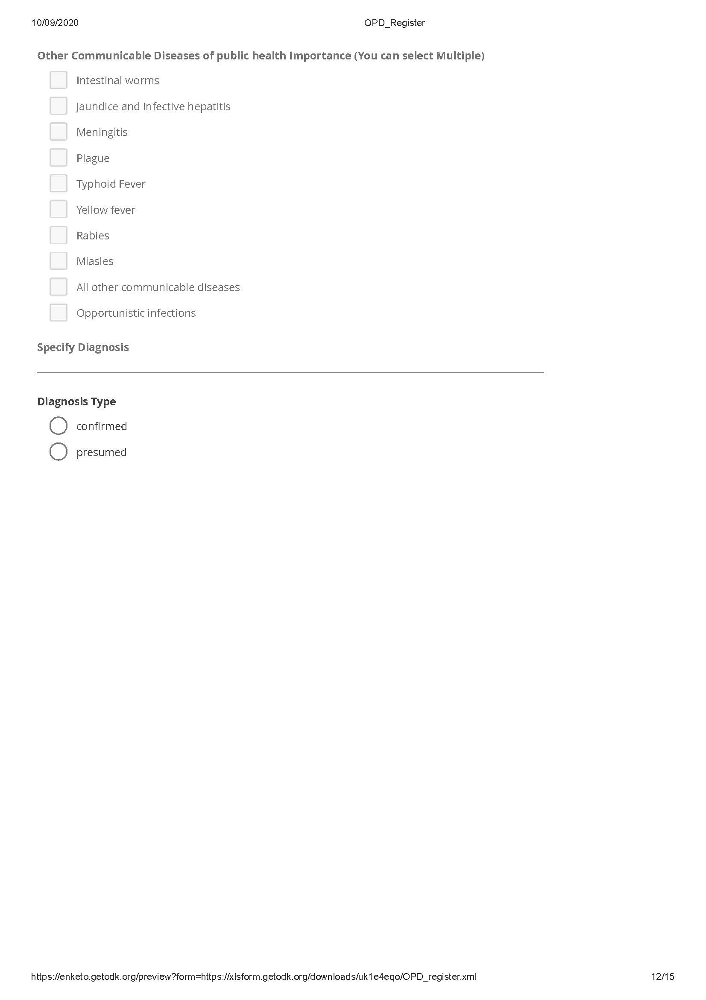 10/09/2020 OPD_Register
Other Communicable Diseases of public health Importance (You can select Multiple)
Intestinal worms
Jaundice and infective hepatitis
Meningitis
Plague
Typhoid Fever
Yellow fever
Rabies
Miasles
All other communicable diseases
Opportunistic infections
Specify Diagnosis
Diagnosis Type
confirmed
presumed
https://enketo.getodk.org/preview?form=https://xlsform.getodk.org/downloads/uk1e4eqo/OPD_register.xml 12/15